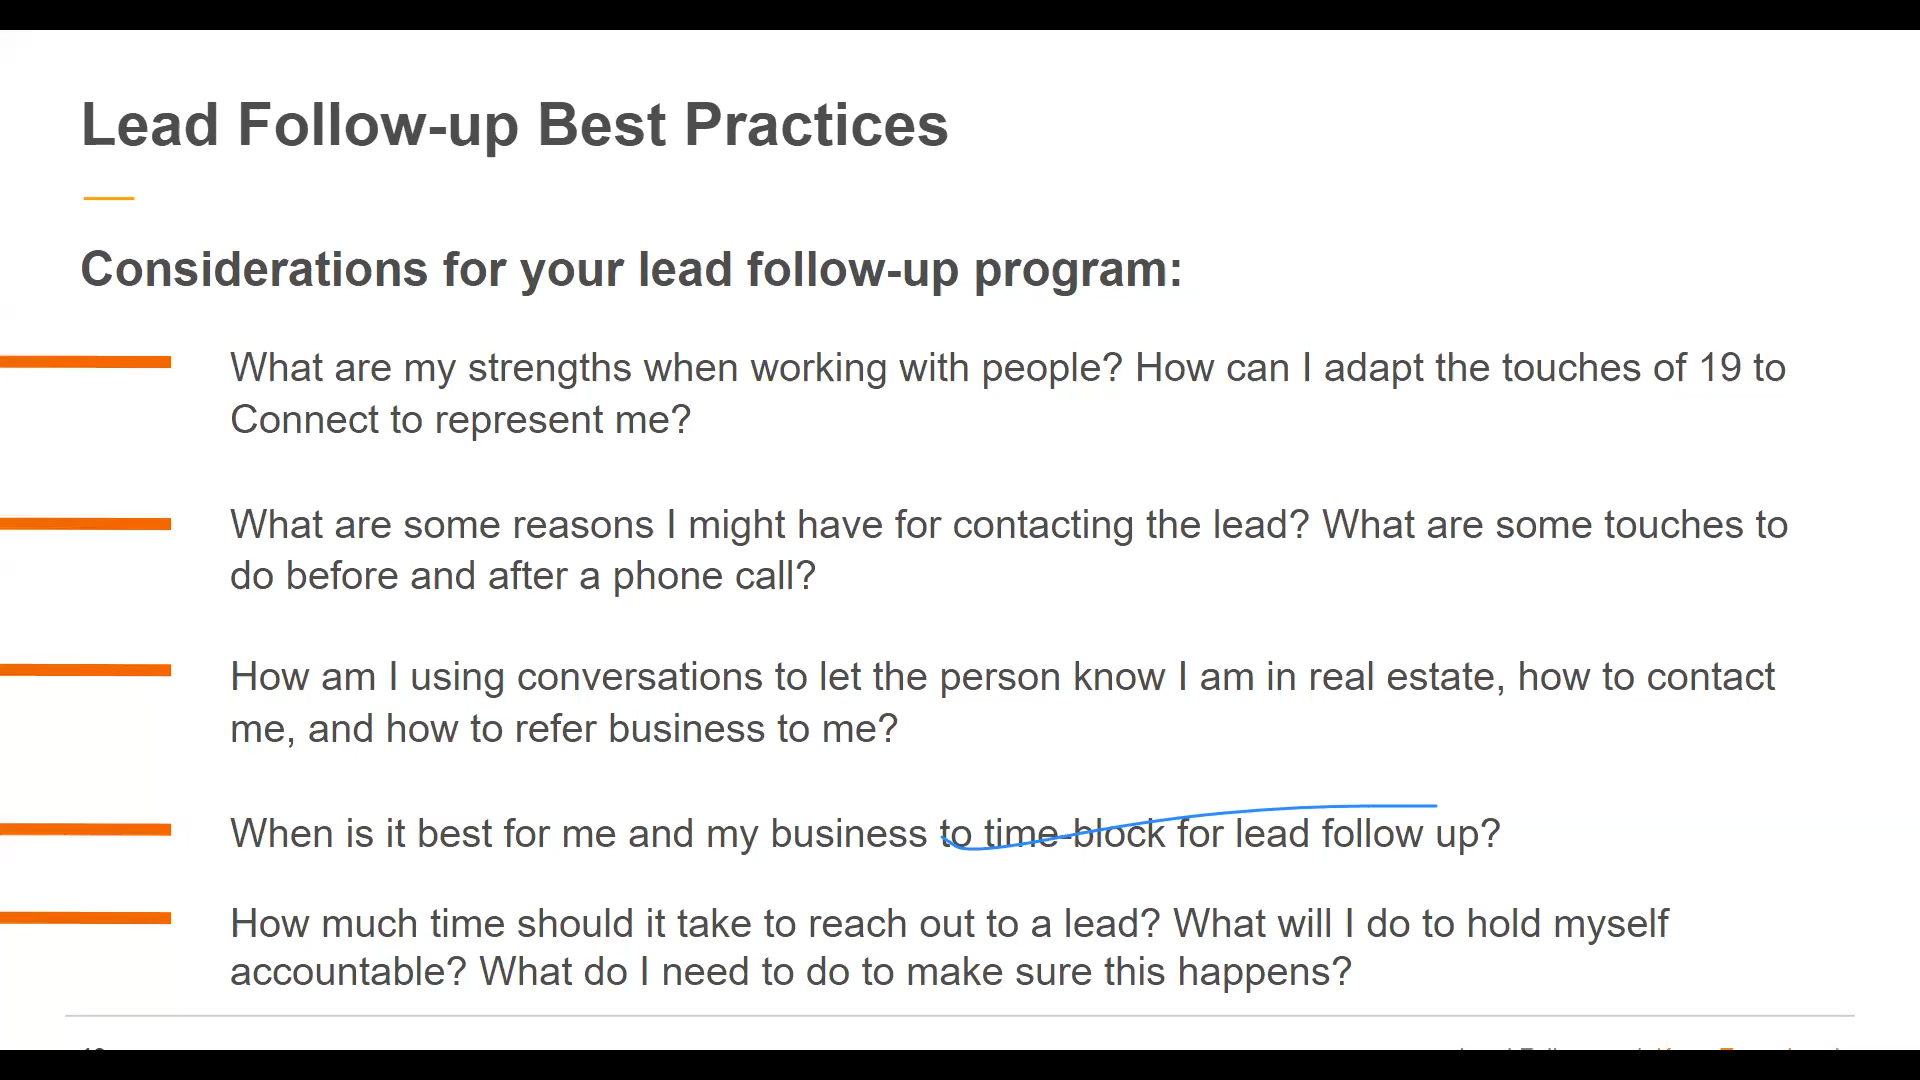 Lead Follow-up Best Practices
Considerations for your lead follow-up program:
What are my strengths when working with people? How can I adapt the touches of 19 to
Connect to represent me?
What are some reasons I might have for contacting the lead? What are some touches to
do before and after a phone call?
How am I using conversations to let the person know I am in real estate, how to contact
me, and how to refer business to me?
When is it best for me and my business to time-block for lead follow up?
How much time should it take to reach out to a lead? What will I do to hold myself
accountable? What do I need to do to make sure this happens?